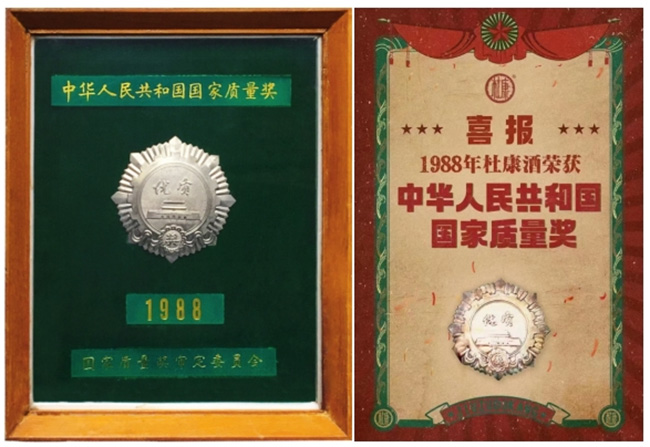 中华人民共和国国家质量奖
优质
1988
国家质量奖审定委员会
杜康
喜报
1988年杜康酒荣获
中华人民共和国
国家质量奖
优质